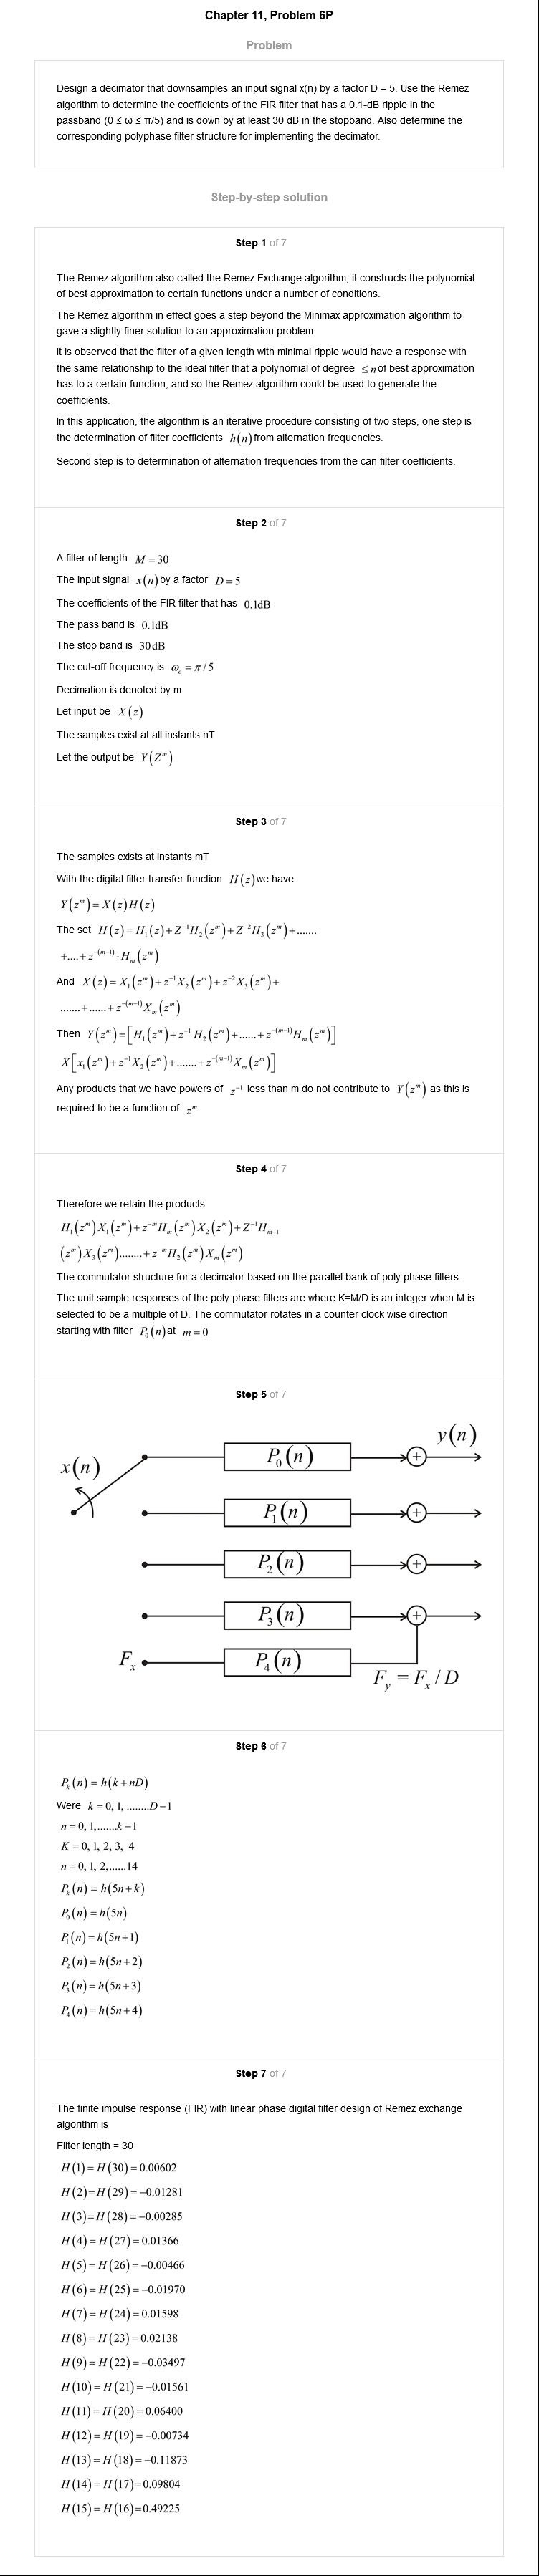 Chapter 11, Problem 6P
Problem
Design a decimator that downsamples an input signal x(n) by a factor D = 5. Use the Remez
algorithm to determine the coefficients of the FIR filter that has a 0.1-dB ripple in the
passband (0 ≤ ω ≤ π/5) and is down by at least 30 dB in the stopband. Also determine the
corresponding polyphase filter structure for implementing the decimator.
Step-by-step solution
Step 1 of 7
The Remez algorithm also called the Remez Exchange algorithm, it constructs the polynomial
of best approximation to certain functions under a number of conditions.
The Remez algorithm in effect goes a step beyond the Minimax approximation algorithm to
gave a slightly finer solution to an approximation problem.
It is observed that the filter of a given length with minimal ripple would have a response with
the same relationship to the ideal filter that a polynomial of degree ≤ n of best approximation
has to a certain function, and so the Remez algorithm could be used to generate the
coefficients.
In this application, the algorithm is an iterative procedure consisting of two steps, one step is
the determination of filter coefficients h(n) from alternation frequencies.
Second step is to determination of alternation frequencies from the can filter coefficients.
Step 2 of 7
A filter of length M = 30
The input signal x(n) by a factor D = 5
The coefficients of the FIR filter that has 0.1dB
The pass band is 0.1dB
The stop band is 30dB
The cut-off frequency is ω_c = π/5
Decimation is denoted by m:
Let input be X(z)
The samples exist at all instants nT
Let the output be Y(Z^m)
Step 3 of 7
The samples exists at instants mT
With the digital filter transfer function H(z) we have
Y(z^m) = X(z)H(z)
The set H(z) = H_1(z) + Z^{-1}H_2(z^m) + Z^{-2}H_3(z^m) + .......
+....+ z^{-(m-1)} · H_m(z^m)
And X(z) = X_1(z^m) + z^{-1}X_2(z^m) + z^{-2}X_3(z^m) +
.......+......+ z^{-(m-1)}X_m(z^m)
Then Y(z^m) = [H_1(z^m) + z^{-1} H_2(z^m) + ......+ z^{-(m-1)}H_m(z^m)]
X[x_1(z^m) + z^{-1}X_2(z^m) + .......+ z^{-(m-1)}X_m(z^m)]
Any products that we have powers of z^{-1} less than m do not contribute to Y(z^m) as this is
required to be a function of z^m.
Step 4 of 7
Therefore we retain the products
H_1(z^m)X_1(z^m) + z^{-m}H_m(z^m)X_2(z^m) + Z^{-1}H_{m-1}
(z^m)X_3(z^m)........+ z^{-m}H_2(z^m)X_m(z^m)
The commutator structure for a decimator based on the parallel bank of poly phase filters.
The unit sample responses of the poly phase filters are where K=M/D is an integer when M is
selected to be a multiple of D. The commutator rotates in a counter clock wise direction
starting with filter P_0(n) at m = 0
Step 5 of 7
y(n)
x(n)
P_0(n)
+
P_1(n)
+
P_2(n)
+
P_3(n)
+
F_x
P_4(n)
F_y = F_x / D
Step 6 of 7
P_k(n) = h(k + nD)
Were k = 0, 1, ........D−1
n = 0, 1,.......k −1
K = 0, 1, 2, 3, 4
n = 0, 1, 2,......14
P_k(n) = h(5n + k)
P_0(n) = h(5n)
P_1(n) = h(5n + 1)
P_2(n) = h(5n + 2)
P_3(n) = h(5n + 3)
P_4(n) = h(5n + 4)
Step 7 of 7
The finite impulse response (FIR) with linear phase digital filter design of Remez exchange
algorithm is
Filter length = 30
H(1) = H(30) = 0.00602
H(2) = H(29) = −0.01281
H(3) = H(28) = −0.00285
H(4) = H(27) = 0.01366
H(5) = H(26) = −0.00466
H(6) = H(25) = −0.01970
H(7) = H(24) = 0.01598
H(8) = H(23) = 0.02138
H(9) = H(22) = −0.03497
H(10) = H(21) = −0.01561
H(11) = H(20) = 0.06400
H(12) = H(19) = −0.00734
H(13) = H(18) = −0.11873
H(14) = H(17) = 0.09804
H(15) = H(16) = 0.49225